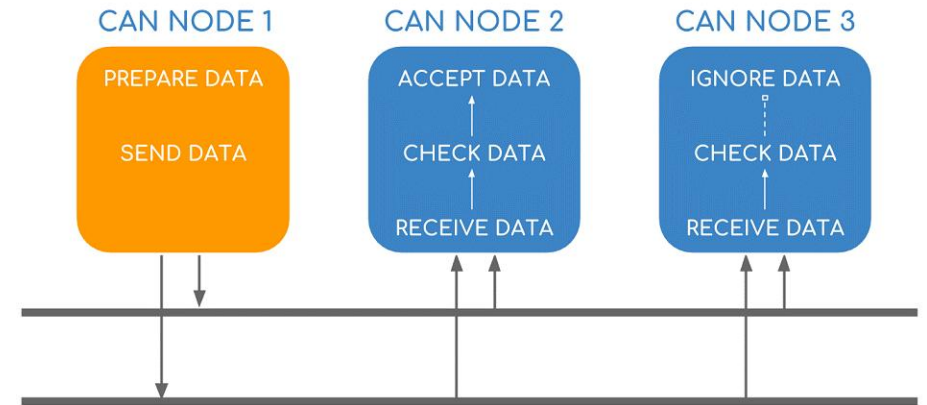 CAN NODE 1
PREPARE DATA
SEND DATA
CAN NODE 2
ACCEPT DATA
CHECK DATA
RECEIVE DATA
CAN NODE 3
IGNORE DATA
CHECK DATA
RECEIVE DATA